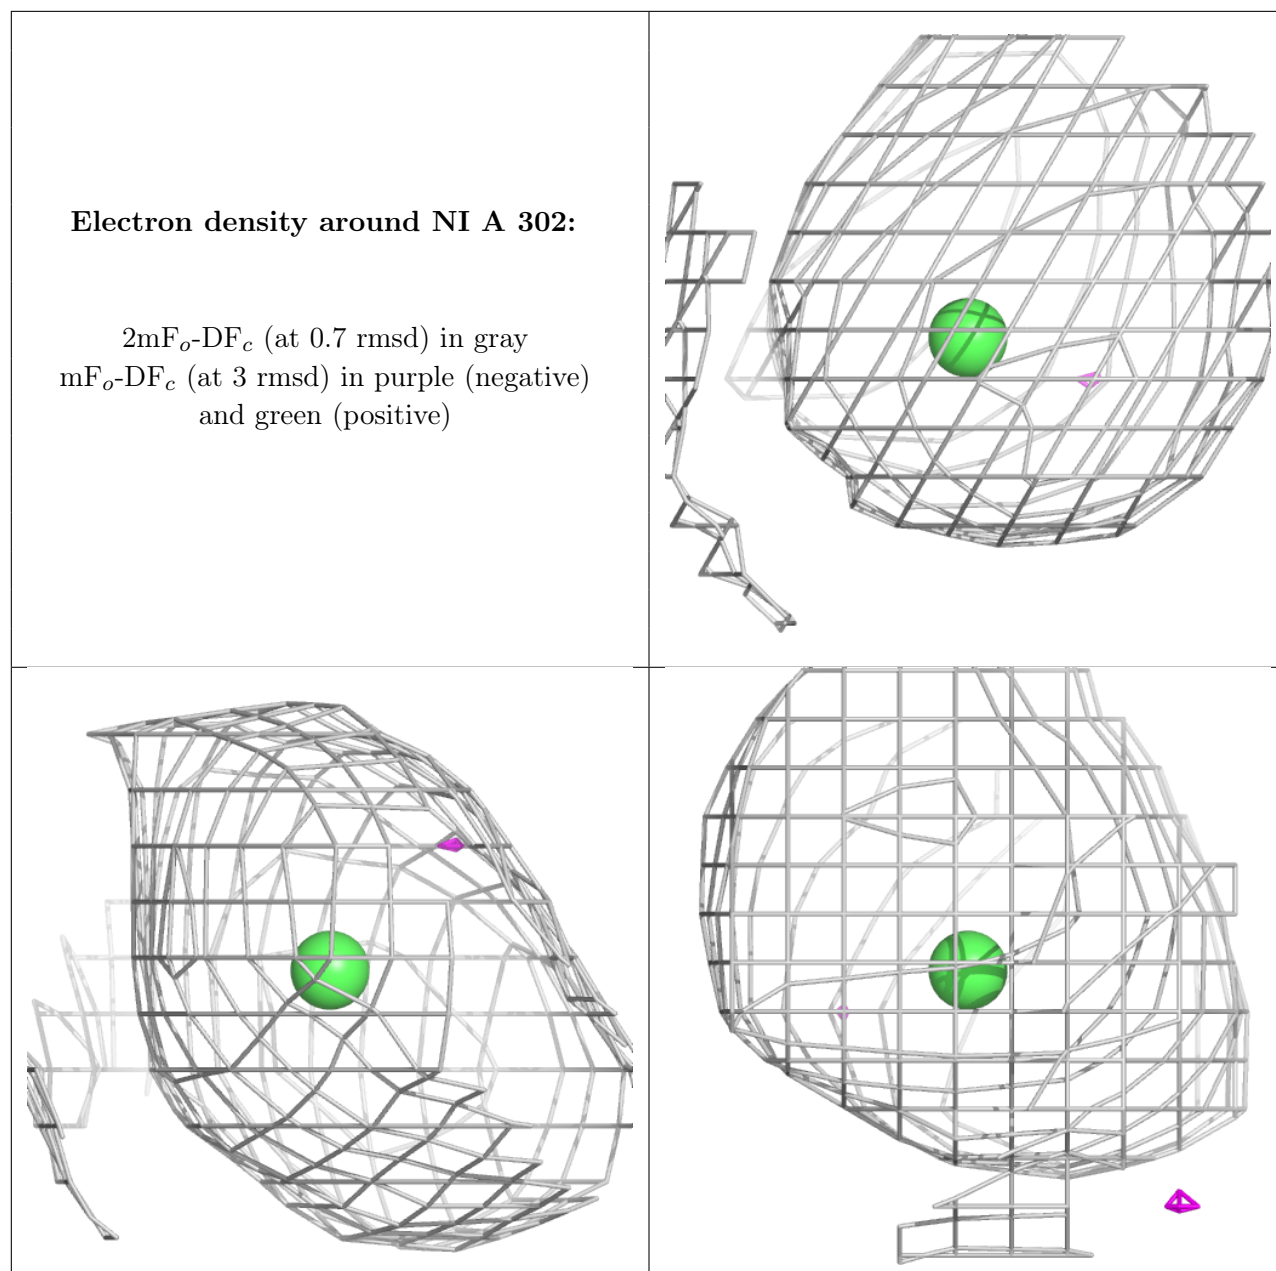 Electron density around NI A 302:
2mFo-DFc (at 0.7 rmsd) in gray
mFo-DFc (at 3 rmsd) in purple (negative)
and green (positive)